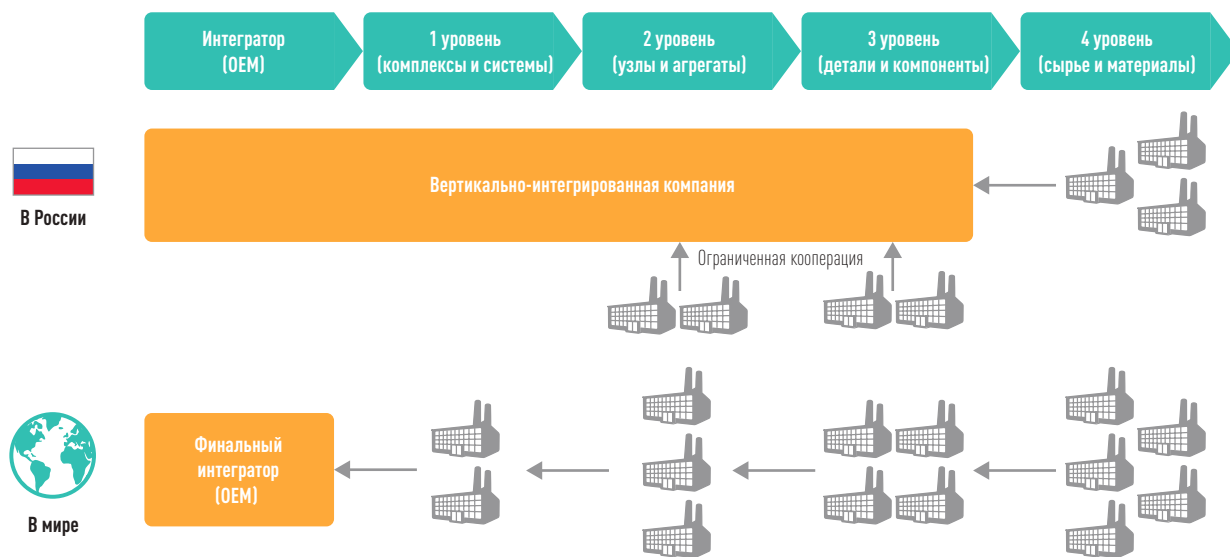 Интегратор
(OEM)
1 уровень
(комплексы и системы)
2 уровень
(узлы и агрегаты)
3 уровень
(детали и компоненты)
4 уровень
(сырье и материалы)
В России
Вертикально-интегрированная компания
Ограниченная кооперация
В мире
Финальный
интегратор
(OEM)